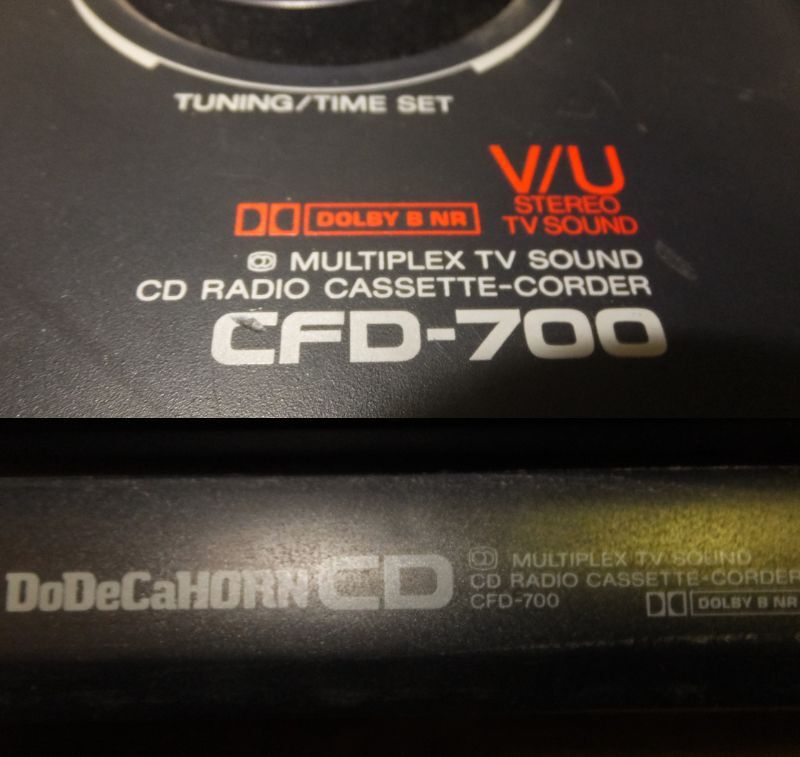 TUNING/TIME SET
V/U
STEREO
TV SOUND
DOLBY B NR
MULTIPLEX TV SOUND
CD RADIO CASSETTE-CORDER
CFD-700
DoDeCaHORN CD
MULTIPLEX TV SOUND
CD RADIO CASSETTE-CORDER
CFD-700
DOLBY B NR